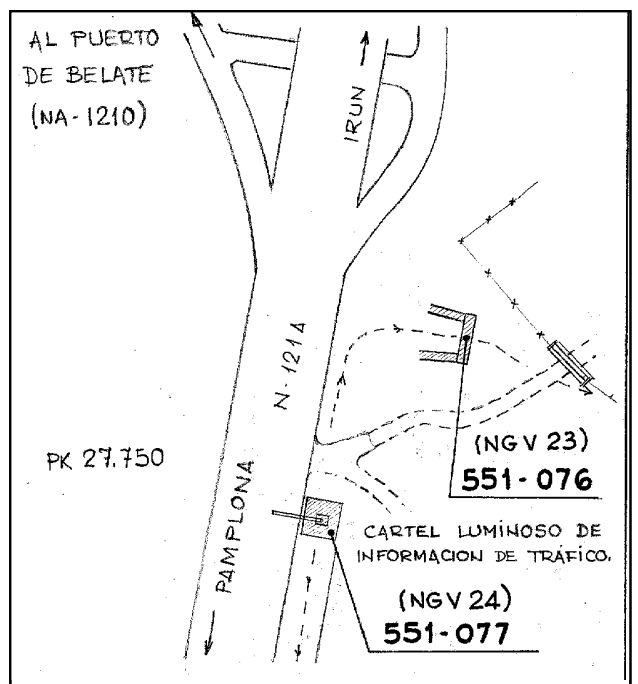 AL PUERTO
DE BELATE
(NA-1210)
IRUN
N-121A
PK 27.750
PAMPLONA
(NGV 23)
551-076
CARTEL LUMINOSO DE
INFORMACION DE TRÁFICO.
(NGV 24)
551-077